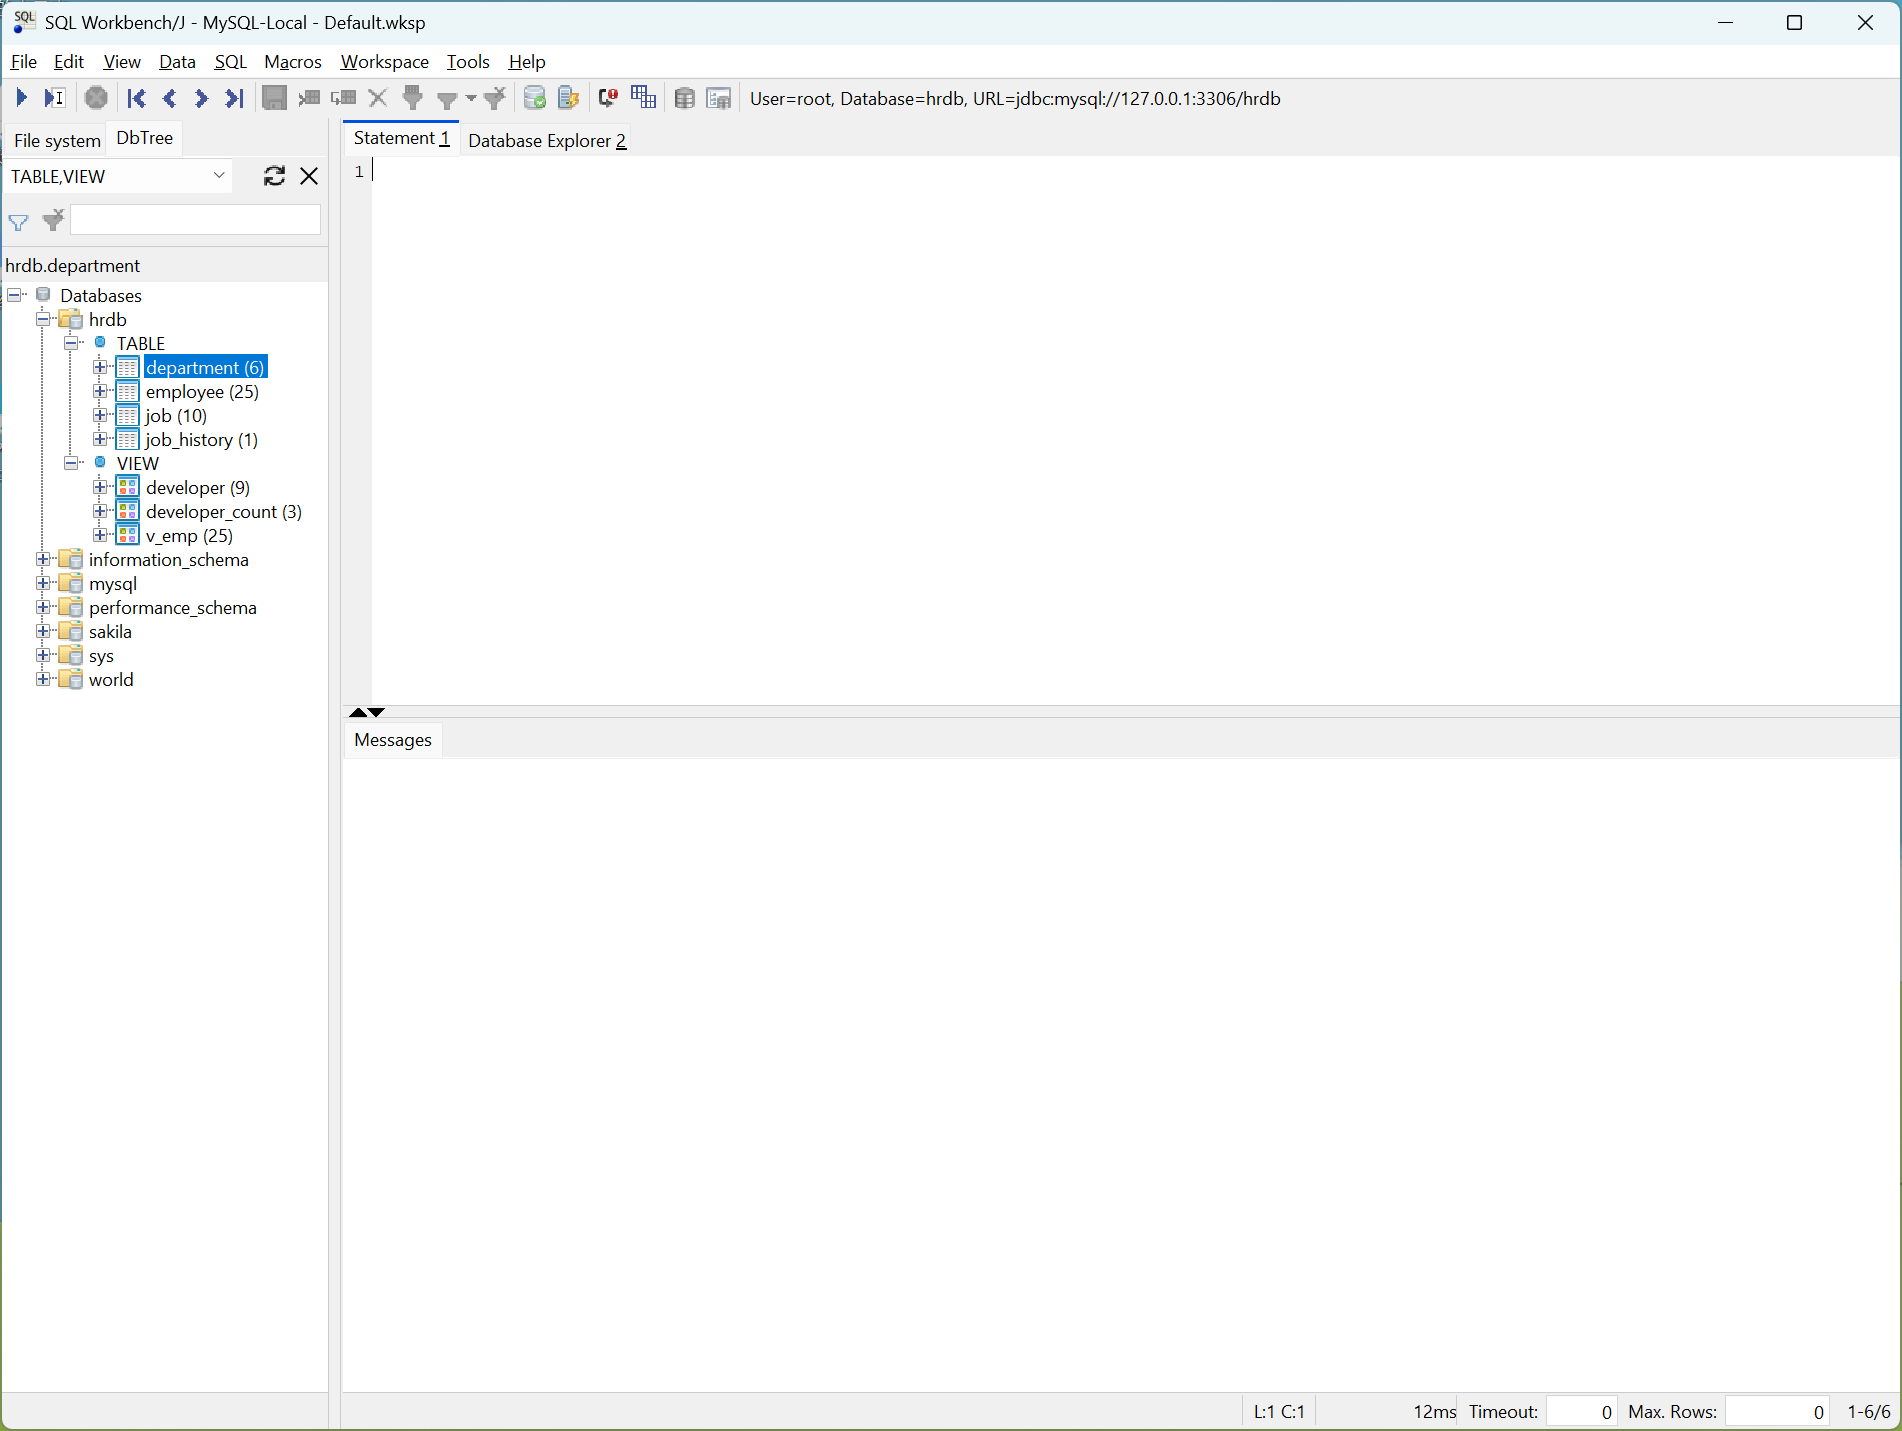 SQL Workbench/J - MySQL-Local - Default.wksp
File Edit View Data SQL Macros Workspace Tools Help
User=root, Database=hrdb, URL=jdbc:mysql://127.0.0.1:3306/hrdb
File system DbTree
Statement 1 Database Explorer 2
TABLE,VIEW
1
hrdb.department
Databases
hrdb
TABLE
department (6)
employee (25)
job (10)
job_history (1)
VIEW
developer (9)
developer_count (3)
v_emp (25)
information_schema
mysql
performance_schema
sakila
sys
world
Messages
L:1 C:1 12ms Timeout: 0 Max. Rows: 0 1-6/6